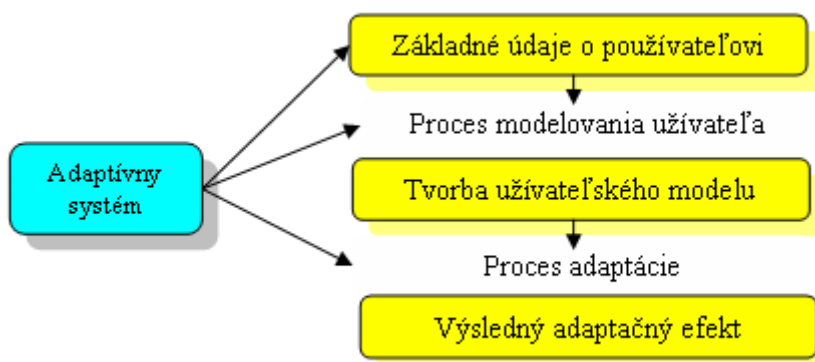 Základné údaje o používateľovi
Proces modelovania užívateľa
Adaptívny
systém
Tvorba užívateľského modelu
Proces adaptácie
Výsledný adaptačný efekt